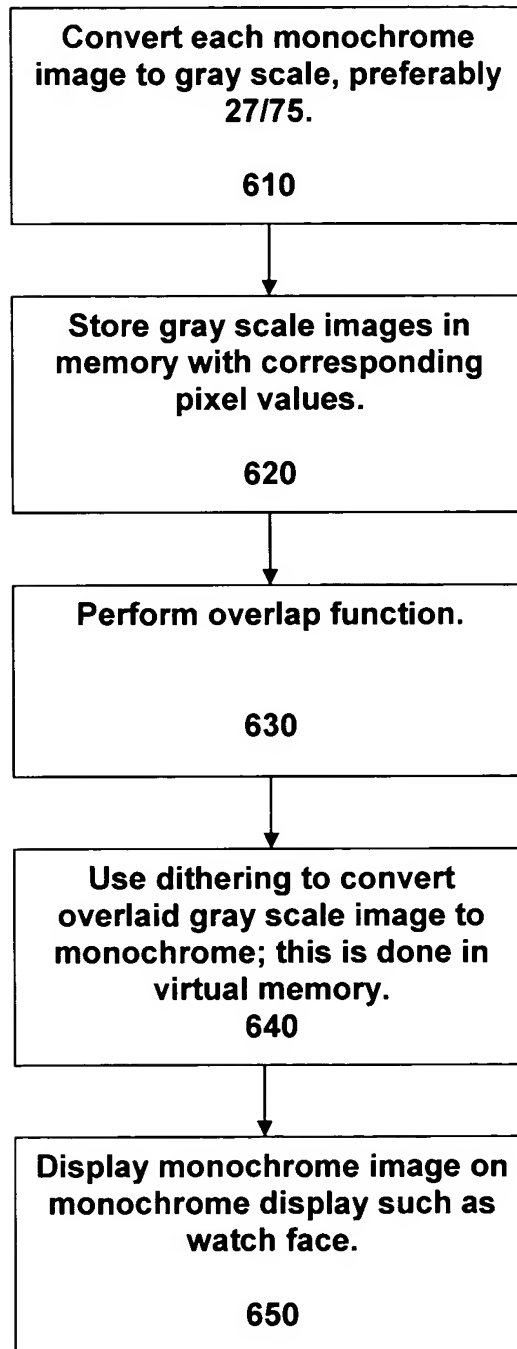 Convert each monochrome
image to gray scale, preferably
27/75.
610
Store gray scale images in
memory with corresponding
pixel values.
620
Perform overlap function.
630
Use dithering to convert
overlaid gray scale image to
monochrome; this is done in
virtual memory.
640
Display monochrome image on
monochrome display such as
watch face.
650